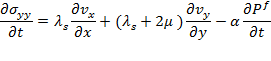 ∂σ_yy/∂t = λ_s ∂v_x/∂x + (λ_s + 2μ) ∂v_y/∂y − α ∂P^f/∂t